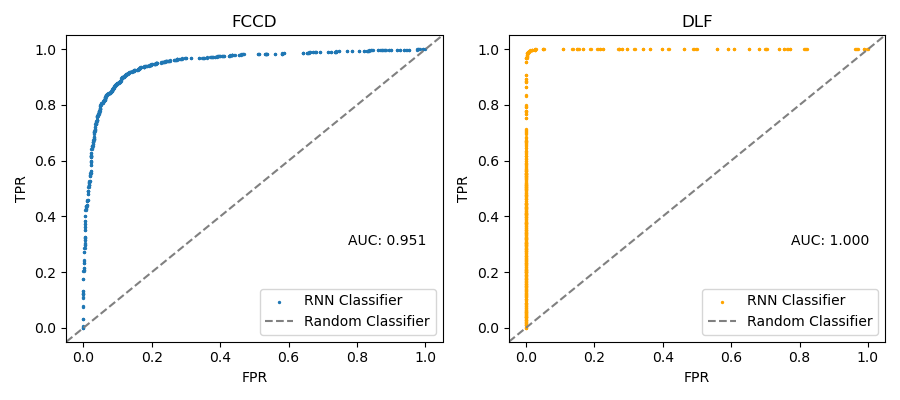 FCCD
1.0
0.8
0.6
0.4
0.2
0.0
TPR
AUC: 0.951
RNN Classifier
Random Classifier
0.0 0.2 0.4 0.6 0.8 1.0
FPR
DLF
1.0
0.8
0.6
0.4
0.2
0.0
TPR
AUC: 1.000
RNN Classifier
Random Classifier
0.0 0.2 0.4 0.6 0.8 1.0
FPR